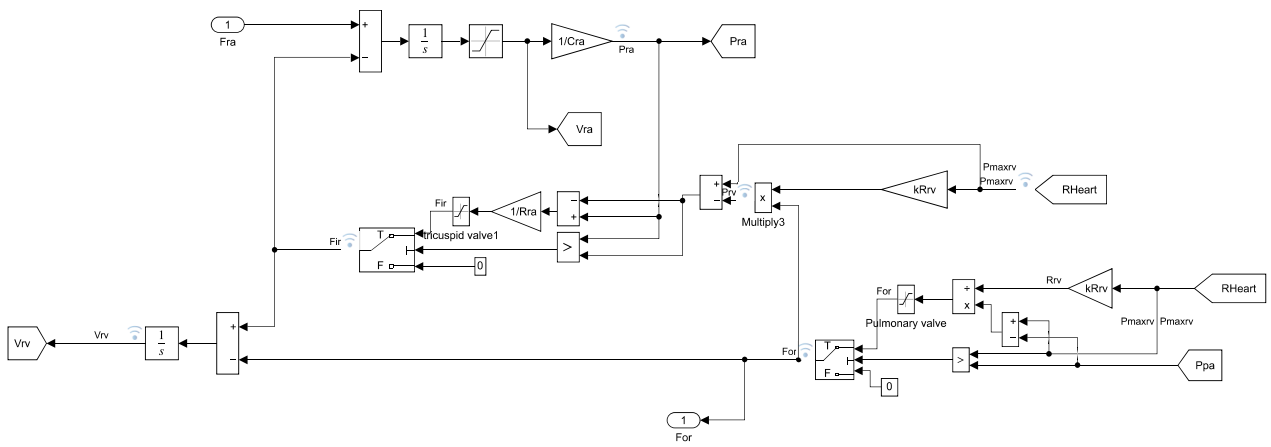 1
Fra
+
−
1
s
1/Cra
Pra
Pra
Vra
Pmaxrv
Pmaxrv
RHeart
kRrv
+
−
Prv
x
Multiply3
Fir
1/Rra
−
+
tricuspid valve1
Fir
T
F
>
0
Rrv
kRrv
RHeart
For
÷
x
Pulmonary valve
Pmaxrv
Pmaxrv
+
−
Vrv
Vrv
1
s
+
−
For
T
F
>
Ppa
0
1
For